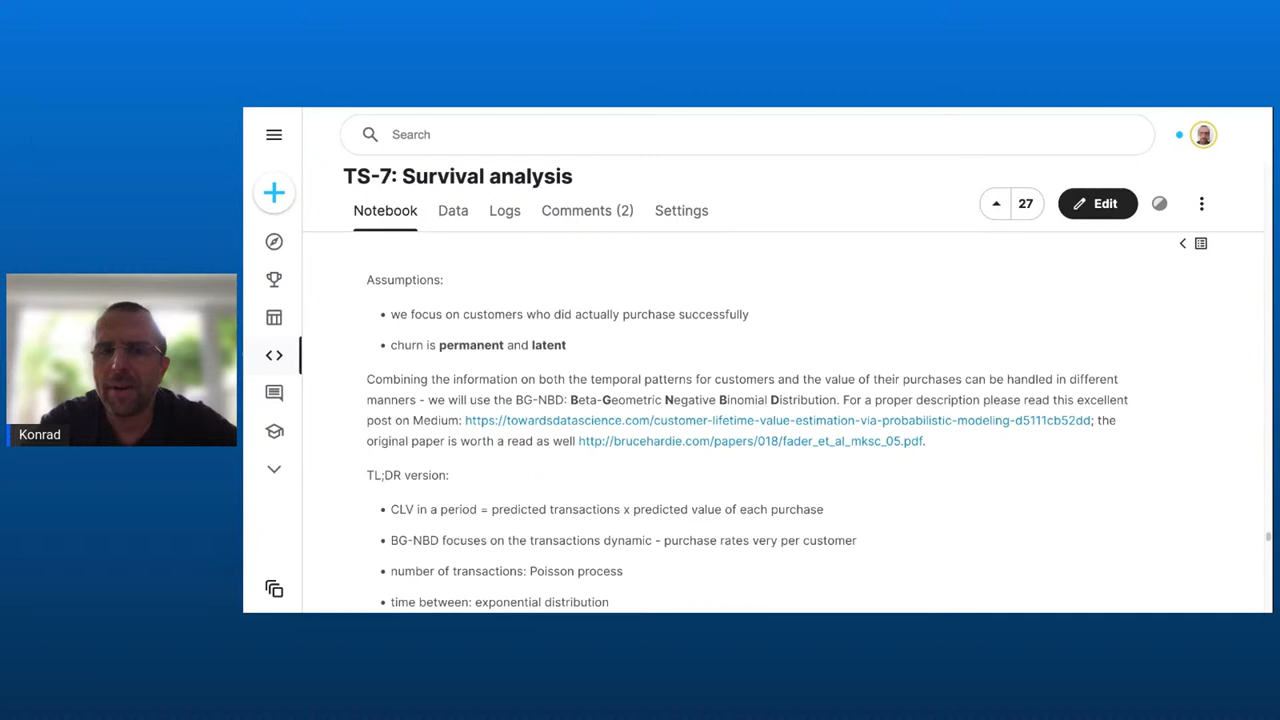 Search
TS-7: Survival analysis
Notebook Data Logs Comments (2) Settings
27 Edit
Assumptions:
• we focus on customers who did actually purchase successfully
• churn is permanent and latent
Combining the information on both the temporal patterns for customers and the value of their purchases can be handled in different
manners - we will use the BG-NBD: Beta-Geometric Negative Binomial Distribution. For a proper description please read this excellent
post on Medium: https://towardsdatascience.com/customer-lifetime-value-estimation-via-probabilistic-modeling-d5111cb52dd; the
original paper is worth a read as well http://brucehardie.com/papers/018/fader_et_al_mksc_05.pdf.
TL;DR version:
• CLV in a period = predicted transactions x predicted value of each purchase
• BG-NBD focuses on the transactions dynamic - purchase rates very per customer
• number of transactions: Poisson process
• time between: exponential distribution
Konrad